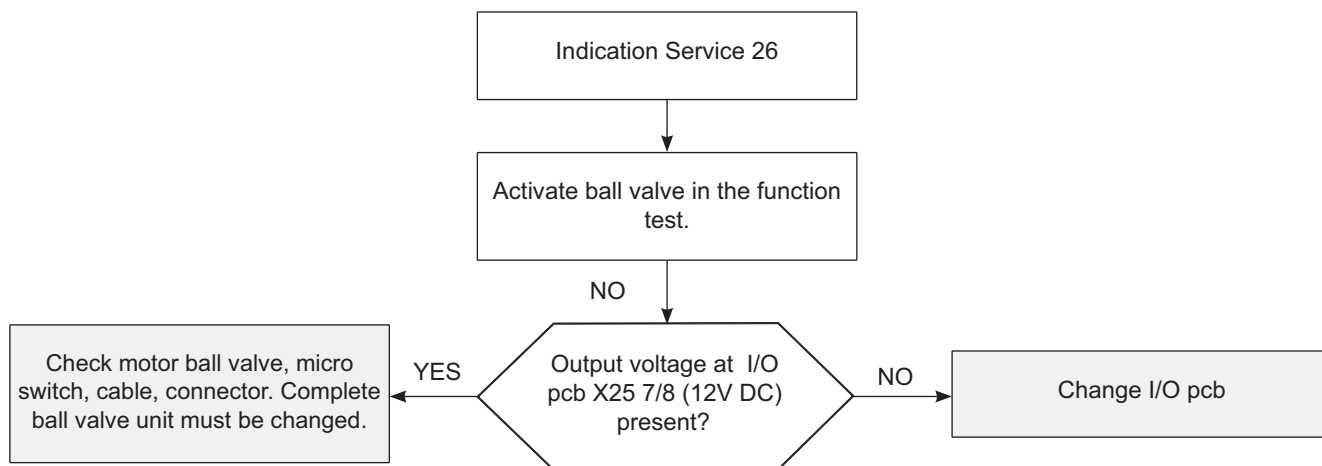 Indication Service 26
Activate ball valve in the function
test.
NO
Check motor ball valve, micro
switch, cable, connector. Complete
ball valve unit must be changed.
YES
Output voltage at I/O
pcb X25 7/8 (12V DC)
present?
NO
Change I/O pcb